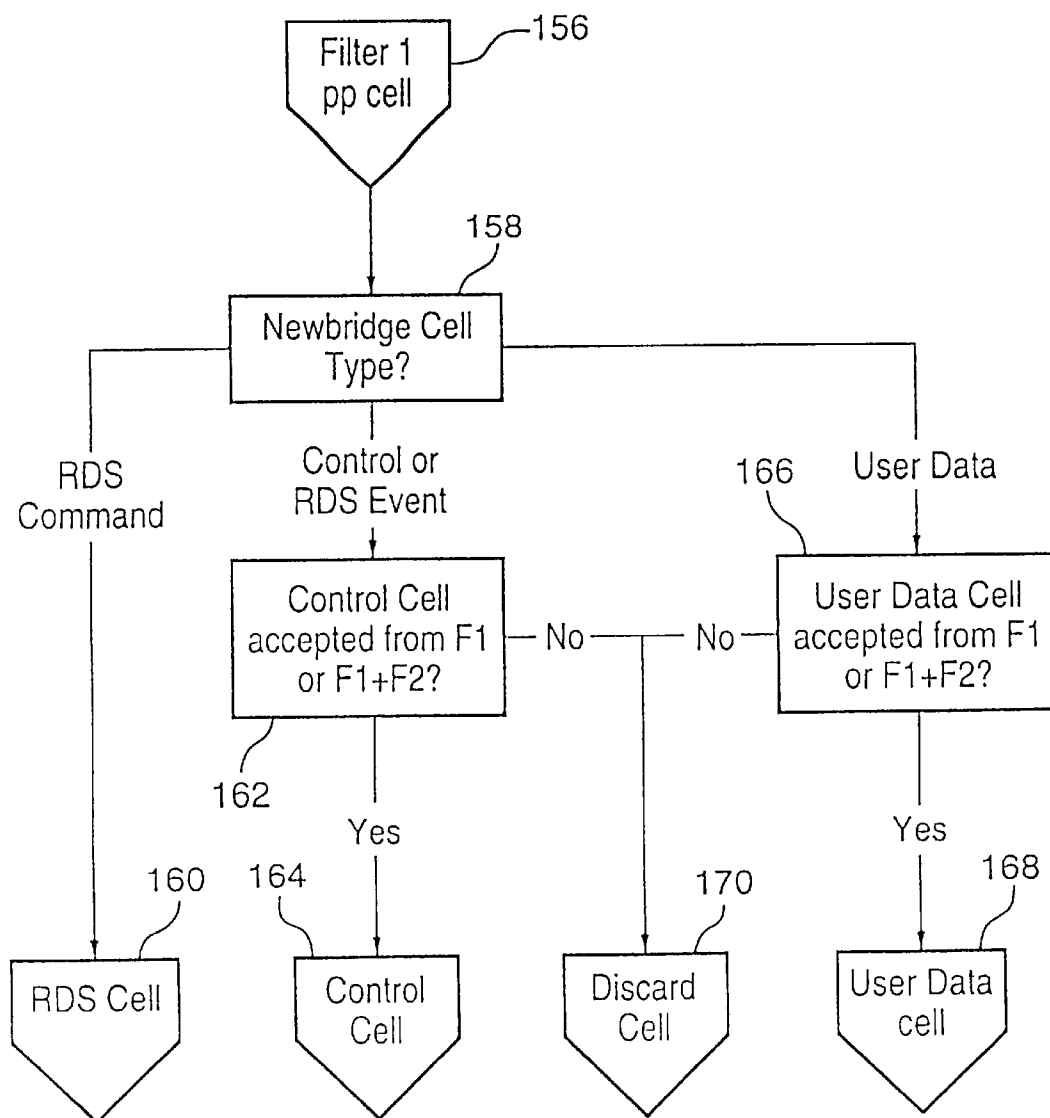 Filter 1
pp cell
156
158
Newbridge Cell
Type?
RDS
Command
Control or
RDS Event
User Data
166
Control Cell
accepted from F1
or F1+F2?
No
No
User Data Cell
accepted from F1
or F1+F2?
162
Yes
Yes
160
164
170
168
RDS Cell
Control
Cell
Discard
Cell
User Data
cell